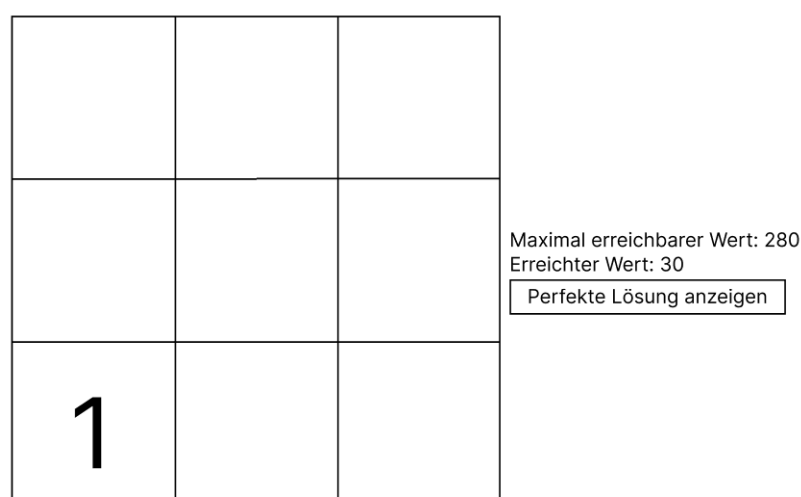 Maximal erreichbarer Wert: 280
Erreichter Wert: 30
Perfekte Lösung anzeigen
1